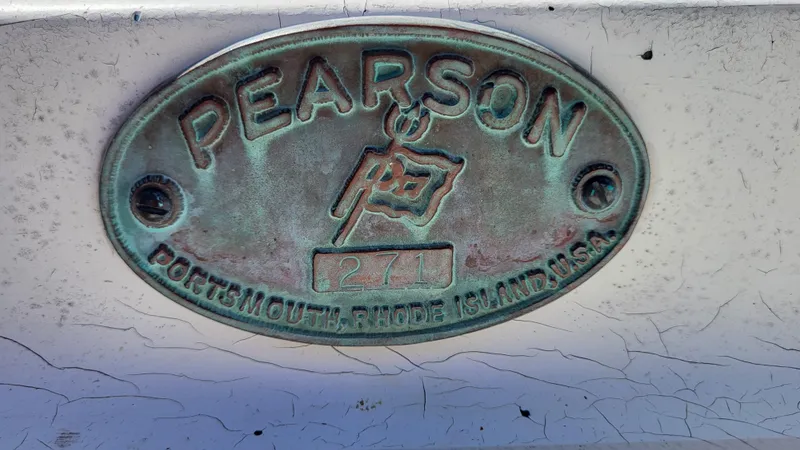 PEARSON
271
PORTSMOUTH, RHODE ISLAND, U.S.A.